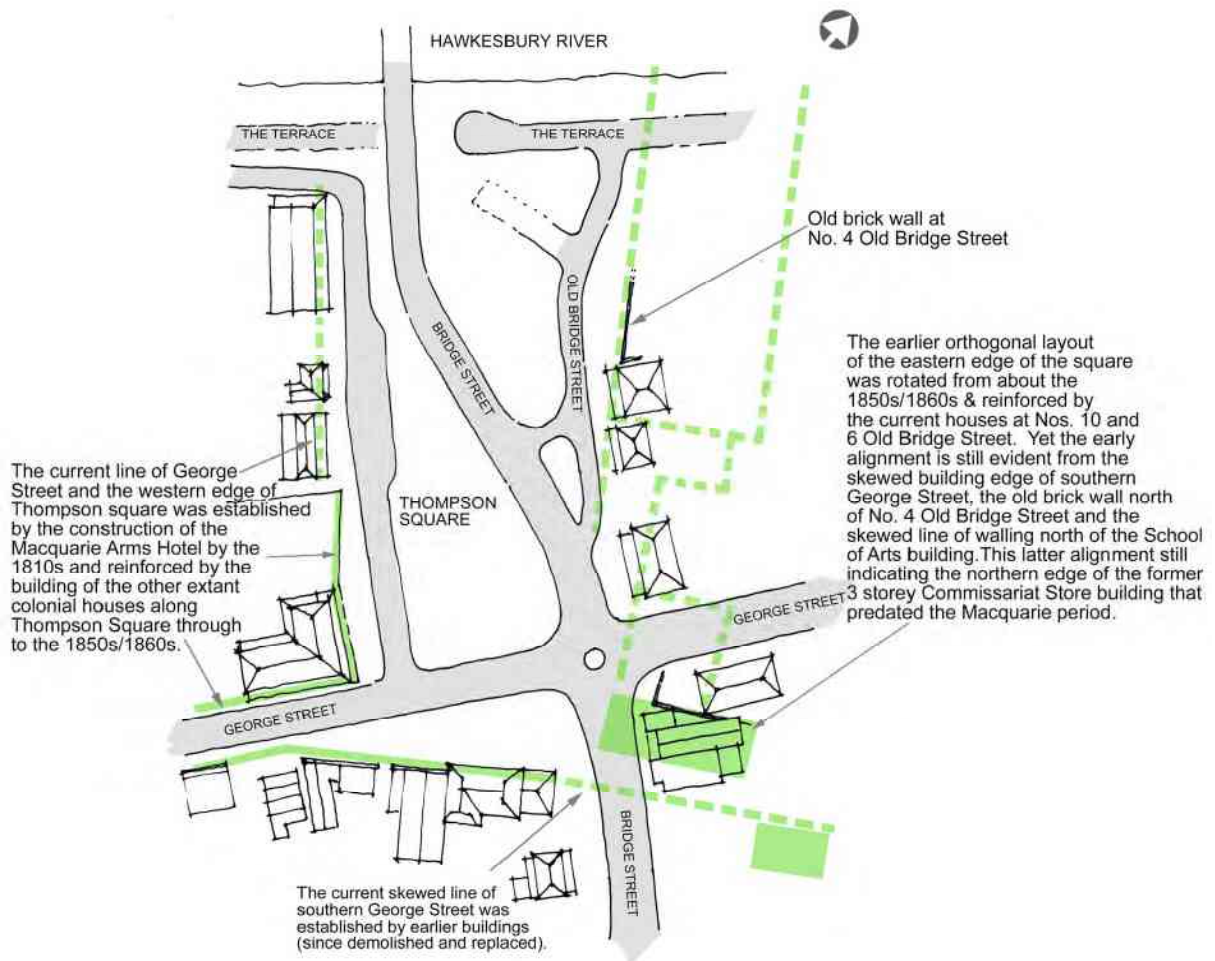 HAWKESBURY RIVER
THE TERRACE
THE TERRACE
Old brick wall at
No. 4 Old Bridge Street
OLD BRIDGE STREET
BRIDGE STREET
The earlier orthogonal layout
of the eastern edge of the square
was rotated from about the
1850s/1860s & reinforced by
the current houses at Nos. 10 and
6 Old Bridge Street. Yet the early
alignment is still evident from the
skewed building edge of southern
George Street, the old brick wall north
of No. 4 Old Bridge Street and the
skewed line of walling north of the School
of Arts building.This latter alignment still
indicating the northern edge of the former
3 storey Commissariat Store building that
predated the Macquarie period.
The current line of George
Street and the western edge of
Thompson square was established
by the construction of the
Macquarie Arms Hotel by the
1810s and reinforced by the
building of the other extant
colonial houses along
Thompson Square through
to the 1850s/1860s.
THOMPSON
SQUARE
GEORGE STREET
GEORGE STREET
BRIDGE STREET
The current skewed line of
southern George Street was
established by earlier buildings
(since demolished and replaced).